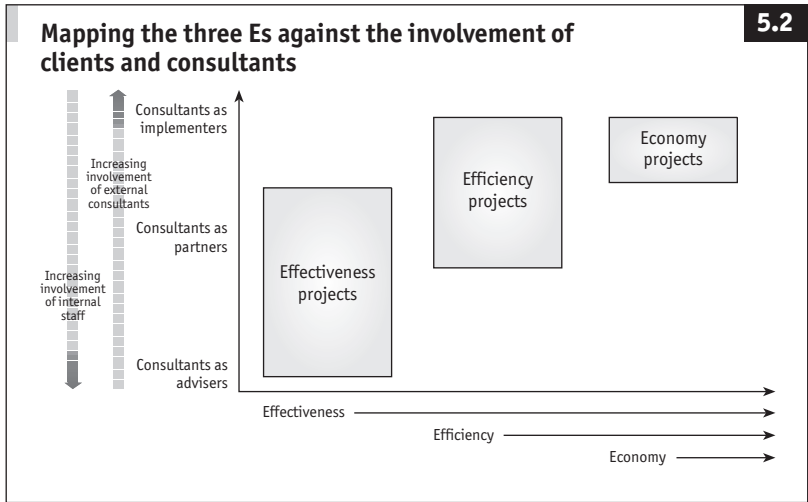 Mapping the three Es against the involvement of
clients and consultants
5.2
Consultants as
implementers
Increasing
involvement
of external
consultants
Consultants as
partners
Increasing
involvement
of internal
staff
Consultants as
advisers
Effectiveness
projects
Efficiency
projects
Economy
projects
Effectiveness
Efficiency
Economy